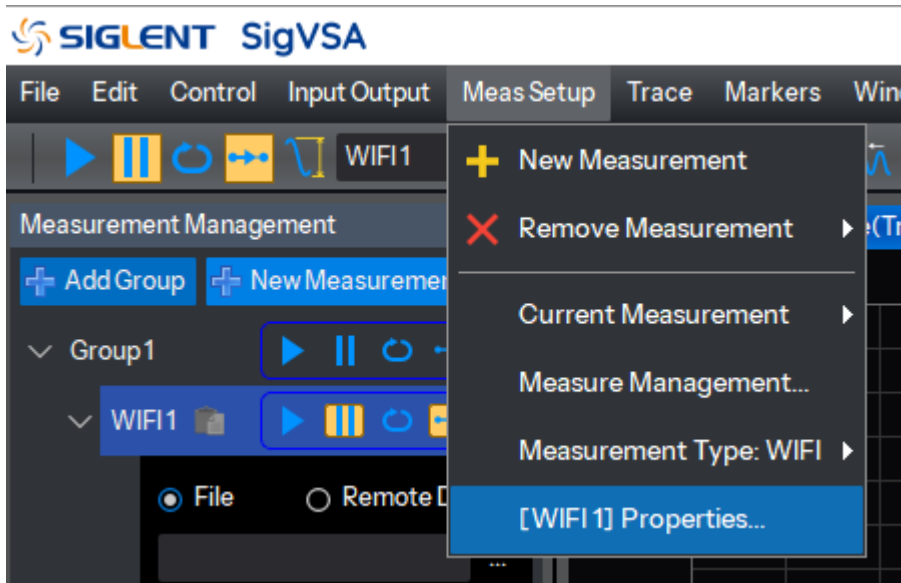 SIGLENT SigVSA
File Edit Control Input Output Meas Setup Trace Markers
WIFI1
New Measurement
Measurement Management
Remove Measurement
Add Group
Current Measurement
Group1
Measure Management...
WIFI1
Measurement Type: WIFI
File
Remote
[WIFI 1] Properties...
...